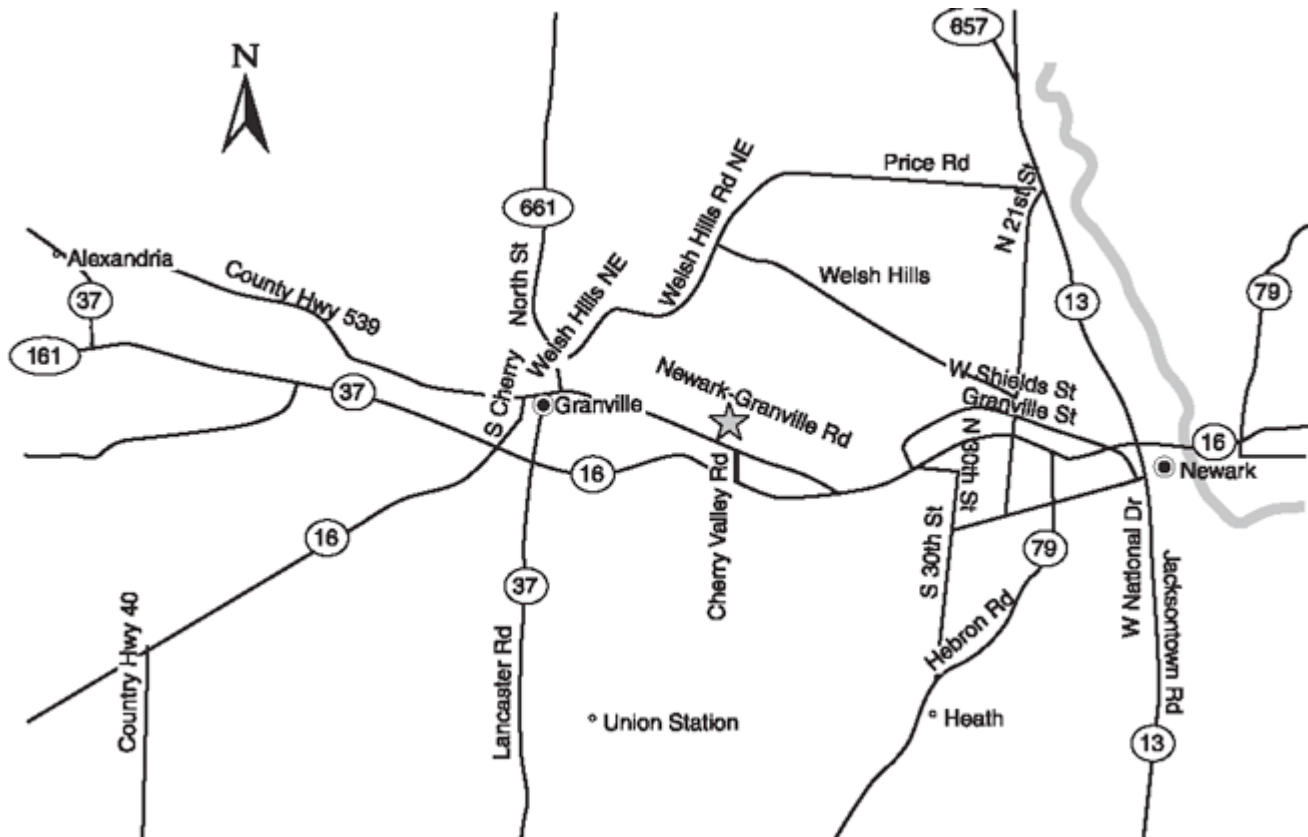 657
N
Price Rd
Welsh Hills Rd NE
661
N 21st St
Alexandria
Welsh Hills
County Hwy 539
North St
Welsh Hills NE
37
13
79
161
37
S Cherry
Newark-Granville Rd
W Shields St
Granville St
Granville
N 30th St
16
16
Newark
Cherry Valley Rd
16
S 30th St
79
W National Dr
Jacksontown Rd
37
Hebron Rd
Country Hwy 40
Lancaster Rd
Union Station
Heath
13